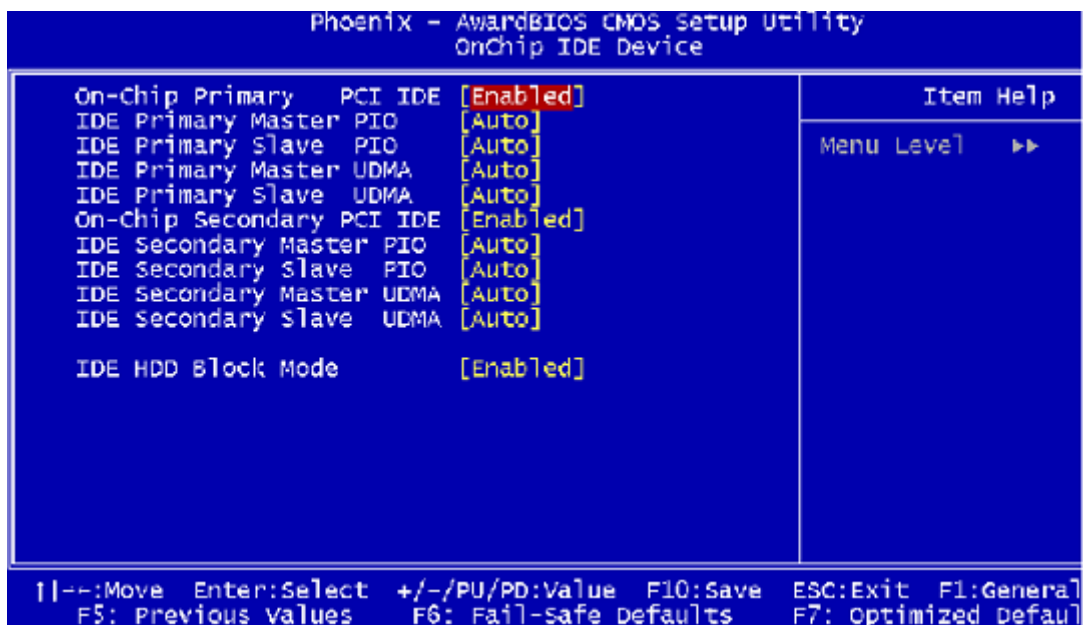 Phoenix - AwardBIOS CMOS Setup Utility
OnChip IDE Device
On-Chip Primary PCI IDE [Enabled]
IDE Primary Master PIO [Auto]
IDE Primary Slave PIO [Auto]
IDE Primary Master UDMA [Auto]
IDE Primary Slave UDMA [Auto]
On-Chip Secondary PCI IDE [Enabled]
IDE Secondary Master PIO [Auto]
IDE Secondary Slave PIO [Auto]
IDE Secondary Master UDMA [Auto]
IDE Secondary Slave UDMA [Auto]
IDE HDD Block Mode [Enabled]
Item Help
Menu Level ▸▸
↑|--:Move Enter:Select +/-/PU/PD:Value F10:Save ESC:Exit F1:General
F5: Previous Values F6: Fail-Safe Defaults F7: Optimized Defaul